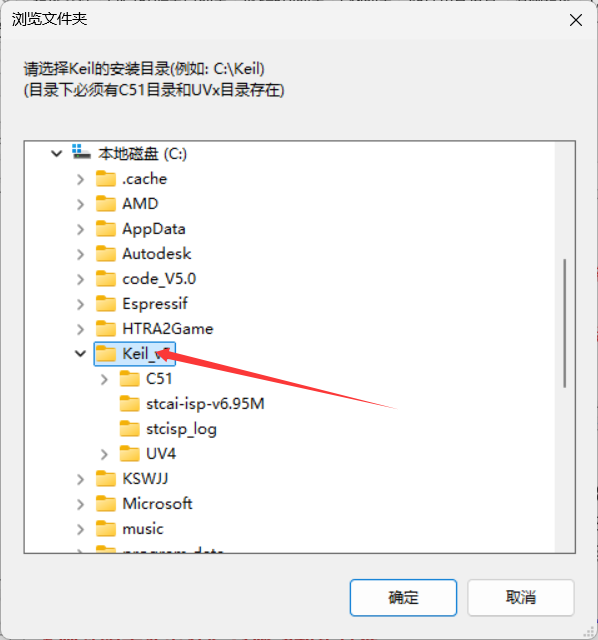 浏览文件夹
请选择Keil的安装目录(例如: C:\Keil)
(目录下必须有C51目录和UVx目录存在)
本地磁盘 (C:)
.cache
AMD
AppData
Autodesk
code_V5.0
Espressif
HTRA2Game
C51
stcai-isp-v6.95M
stcisp_log
UV4
KSWJJ
Microsoft
music
确定
取消